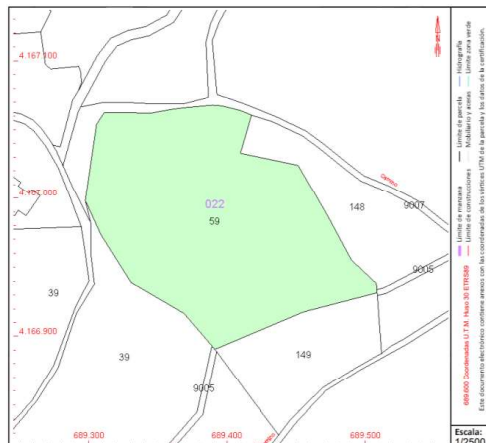 4.167.100
4.167.000
4.166.900
022
59
148
9007
9005
39
39
9005
149
Camino
689.300
689.400
689.500
Límite de manzana
Límite de parcela
Hidrografía
Límite de construcciones
Mobiliario y aceras
Límite zona verde
689.600 Coordenadas U.T.M. Huso 30 ETRS89
Este documento electrónico contiene anexos con las coordenadas de los vértices UTM de la parcela y los datos de la certificación.
Escala:
1/2500